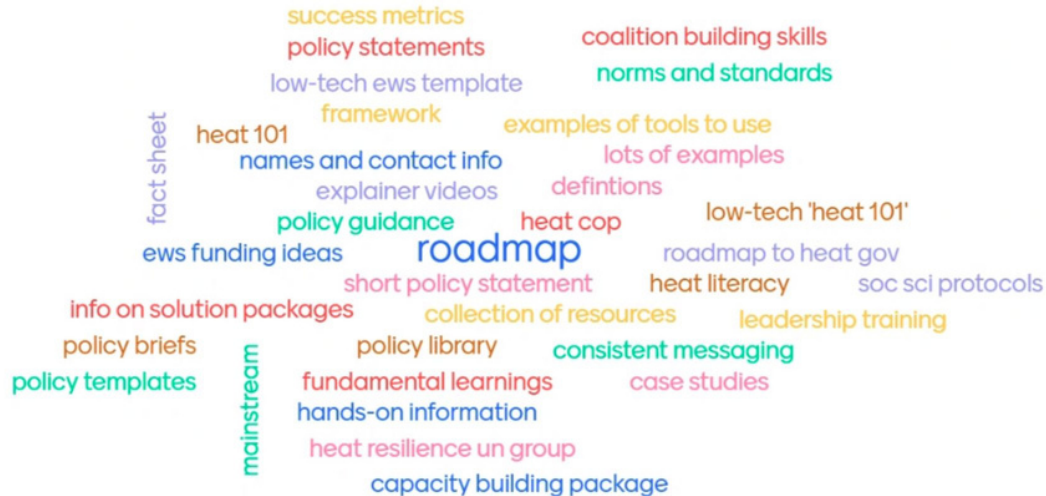 success metrics
policy statements
coalition building skills
low-tech ews template
norms and standards
framework
examples of tools to use
fact sheet
heat 101
names and contact info
lots of examples
explainer videos
defintions
policy guidance
heat cop
low-tech 'heat 101'
ews funding ideas
roadmap
roadmap to heat gov
short policy statement
heat literacy
soc sci protocols
info on solution packages
collection of resources
leadership training
policy briefs
policy library
consistent messaging
policy templates
mainstream
fundamental learnings
case studies
hands-on information
heat resilience un group
capacity building package